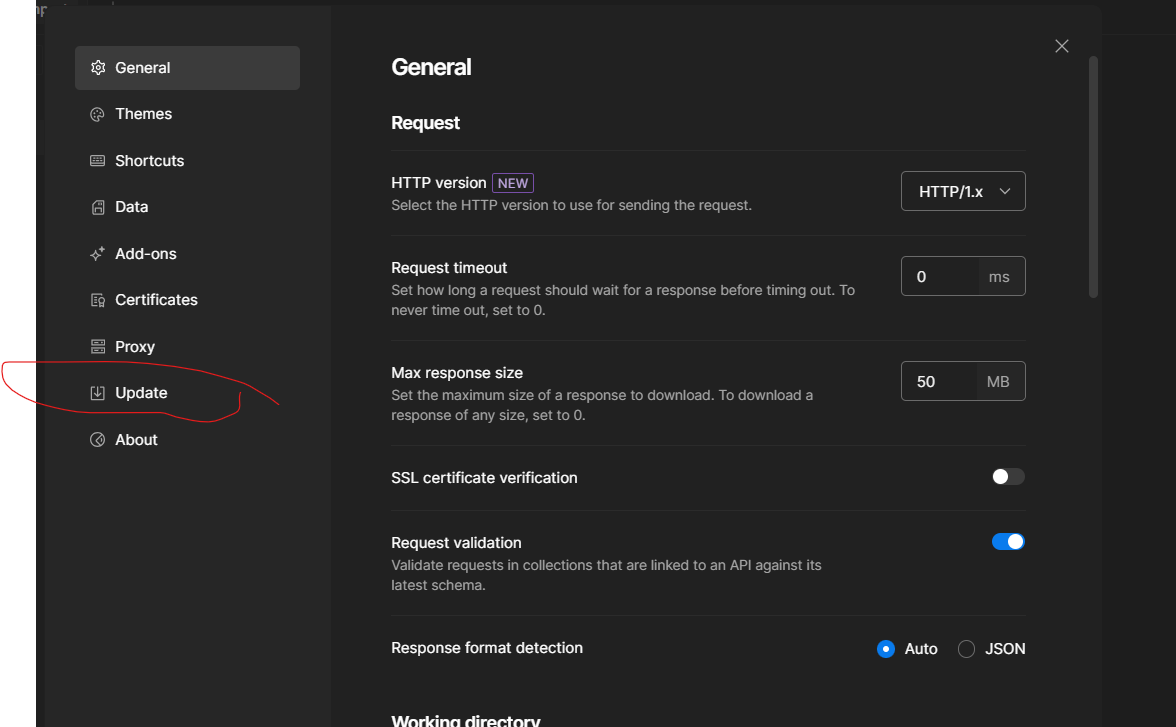 General
Themes
Shortcuts
Data
Add-ons
Certificates
Proxy
Update
About
General
Request
HTTP version NEW
Select the HTTP version to use for sending the request.
HTTP/1.x
Request timeout
Set how long a request should wait for a response before timing out. To
never time out, set to 0.
0 ms
Max response size
Set the maximum size of a response to download. To download a
response of any size, set to 0.
50 MB
SSL certificate verification
Request validation
Validate requests in collections that are linked to an API against its
latest schema.
Response format detection
Auto JSON
Working directory